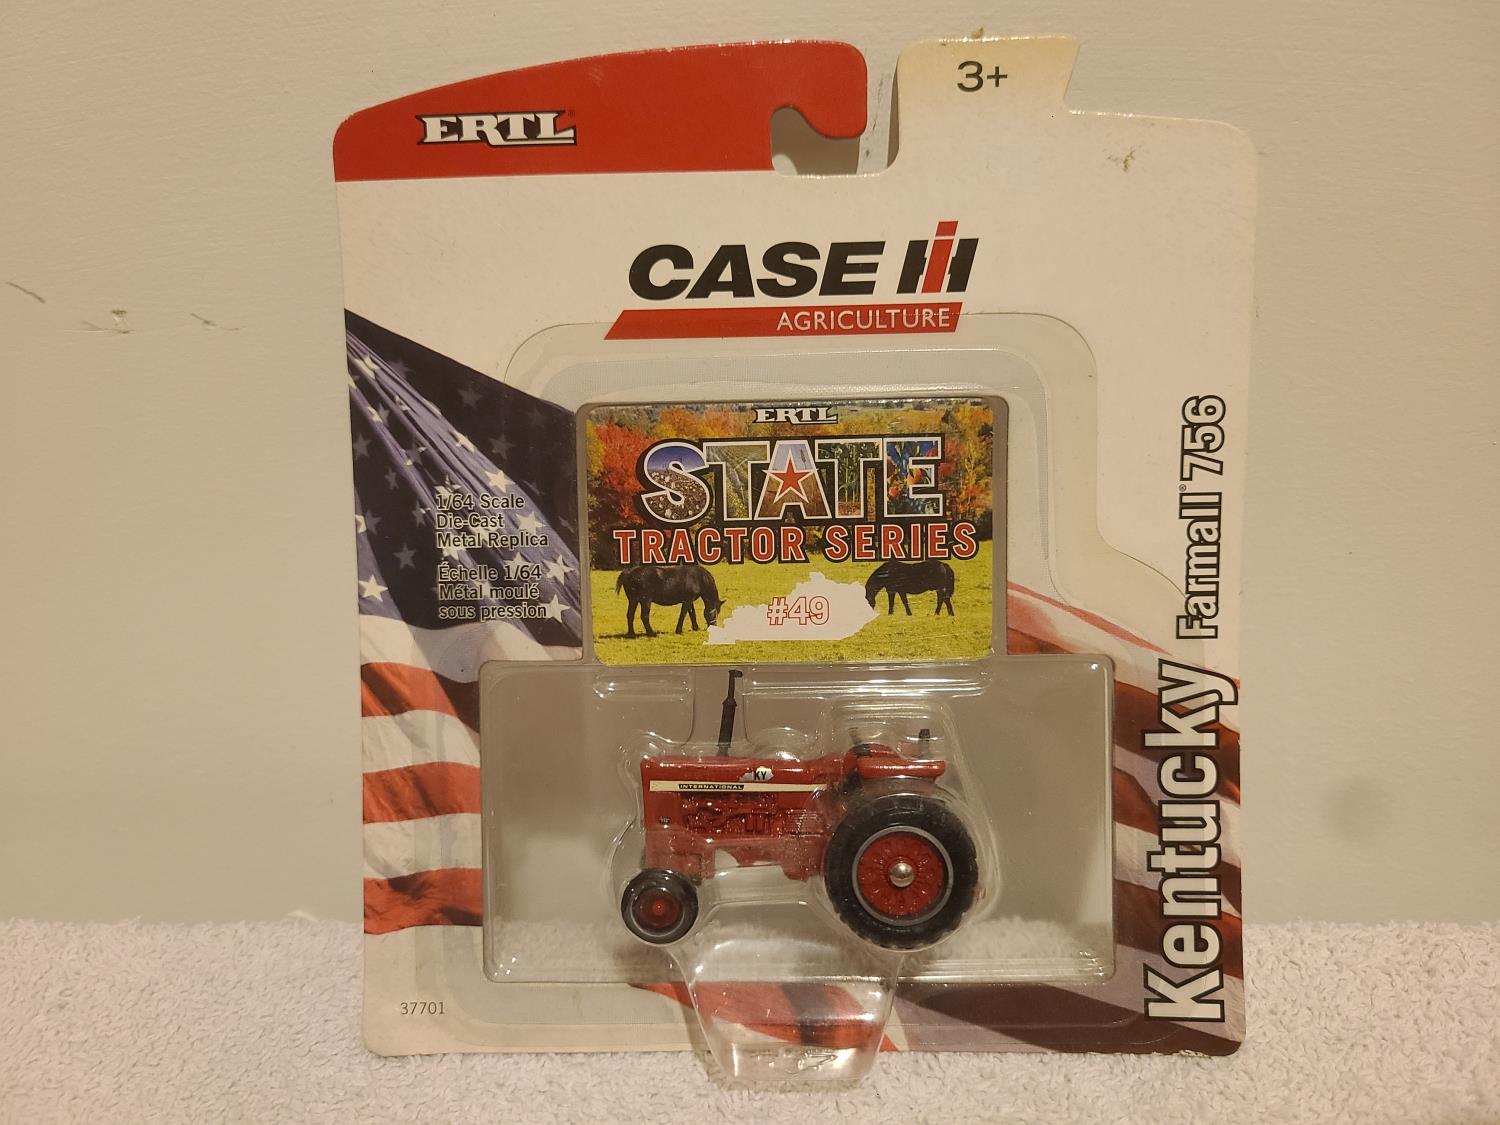 3+
ERTL®
CASE IH
AGRICULTURE
ERTL
STATE
TRACTOR SERIES
#49
1/64 Scale
Die-Cast
Metal Replica
Échelle 1/64
Métal moulé
sous pression
Kentucky Farmall® 756
KY
INTERNATIONAL
37701